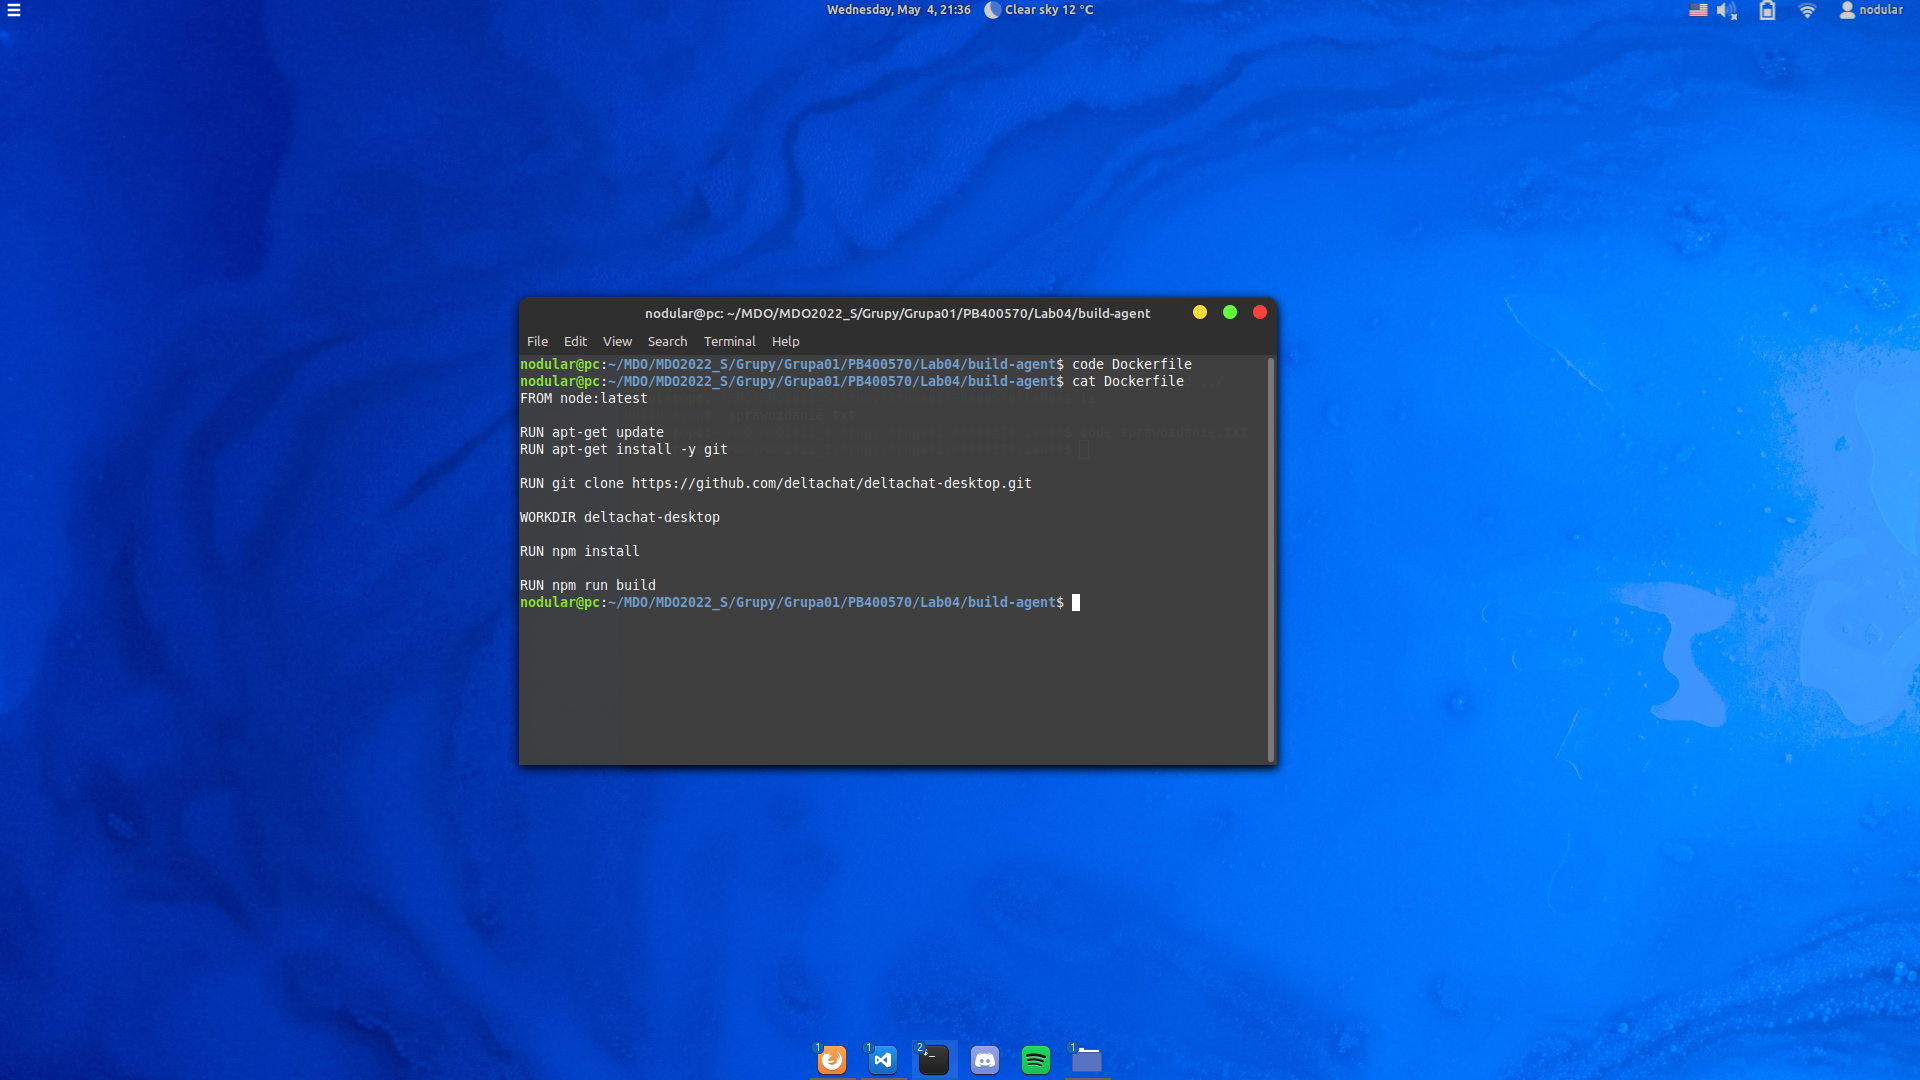 Wednesday, May 4, 21:36 Clear sky 12 °C nodular
nodular@pc: ~/MDO/MDO2022_S/Grupy/Grupa01/PB400570/Lab04/build-agent
File Edit View Search Terminal Help
nodular@pc:~/MDO/MDO2022_S/Grupy/Grupa01/PB400570/Lab04/build-agent$ code Dockerfile
nodular@pc:~/MDO/MDO2022_S/Grupy/Grupa01/PB400570/Lab04/build-agent$ cat Dockerfile
FROM node:latest
RUN apt-get update
RUN apt-get install -y git
RUN git clone https://github.com/deltachat/deltachat-desktop.git
WORKDIR deltachat-desktop
RUN npm install
RUN npm run build
nodular@pc:~/MDO/MDO2022_S/Grupy/Grupa01/PB400570/Lab04/build-agent$
1 1 2 1